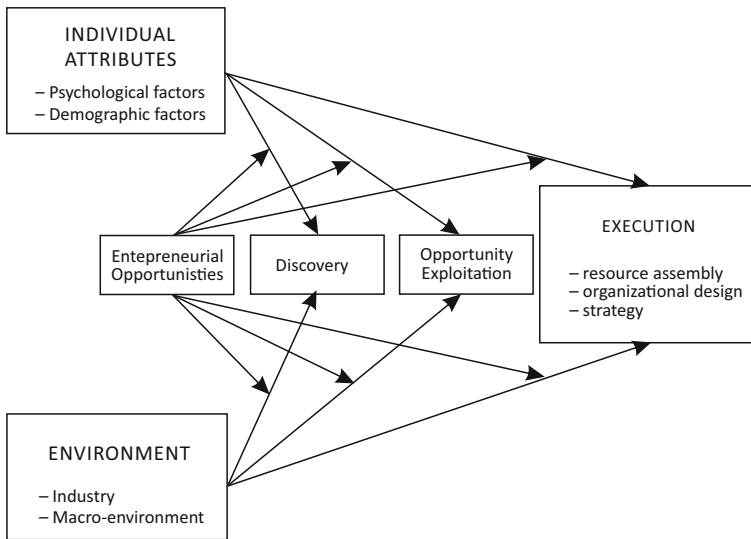 INDIVIDUAL
ATTRIBUTES
– Psychological factors
– Demographic factors
Entepreneurial
Opportunisties
Discovery
Opportunity
Exploitation
EXECUTION
– resource assembly
– organizational design
– strategy
ENVIRONMENT
– Industry
– Macro-environment